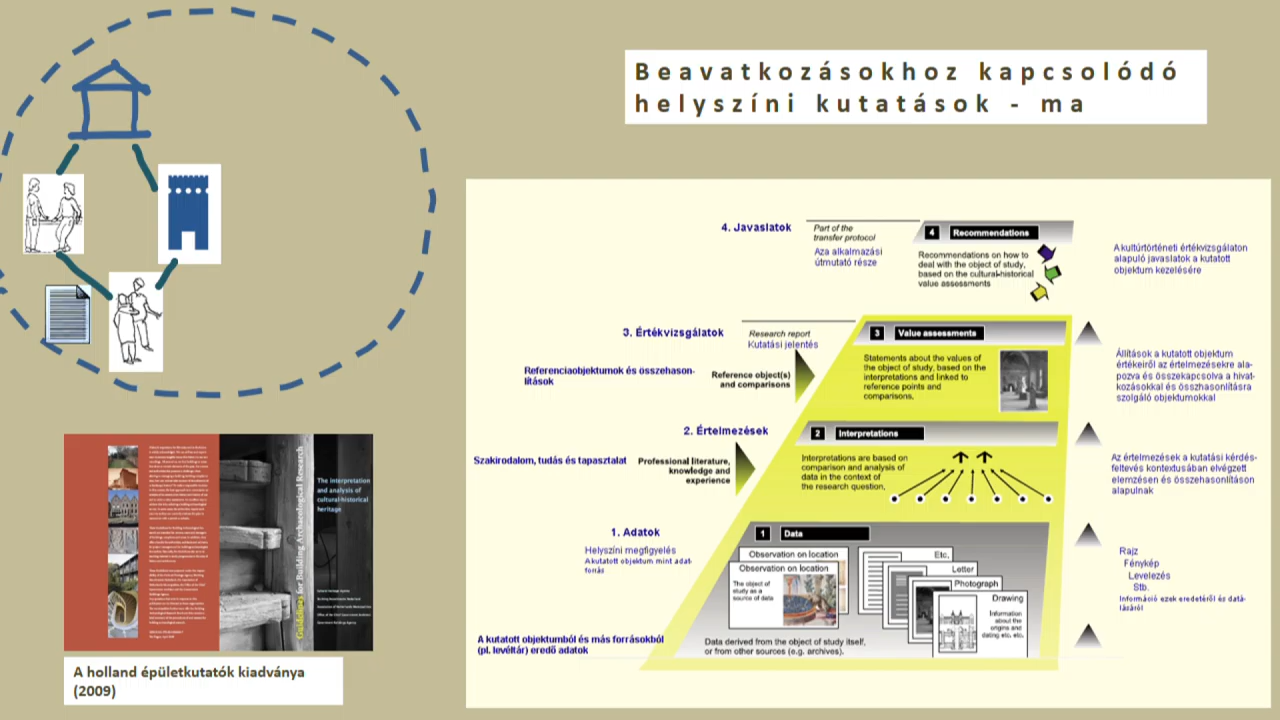 Beavatkozásokhoz kapcsolódó
helyszíni kutatások - ma
4. Javaslatok
Part of the
transfer protocol
Aza alkalmazási
útmutató része
4 Recommendations
Recommendations on how to
deal with the object of study,
based on the cultural-historical
value assessments
A kultúrtörténeti értékvizsgálaton
alapuló javaslatok a kutatott
objektum kezelésére
3. Értékvizsgálatok
Research report
Kutatási jelentés
3 Value assessments
Statements about the values of
the object of study, based on the
interpretations and linked to
reference points and
comparisons.
Referenciaobjektumok és összehason-
lítások
Reference object(s)
and comparisons
Állítások a kutatott objektum
értékeiről az értelmezésekre ala-
pozva és összekapcsolva a hivat-
kozásokkal és összhasonlításra
szolgáló objektumokkal
2. Értelmezések
2 Interpretations
Interpretations are based on
comparison and analysis of
data in the context of
the research question.
Szakirodalom, tudás és tapasztalat
Professional literature,
knowledge and
experience
Az értelmezések a kutatási kérdés-
feltevés kontextusában elvégzett
elemzésen és összehasonlításon
alapulnak
1. Adatok
Helyszíni megfigyelés
A kutatott objektum mint adat-
forrás
1 Data
Observation on location
Observation on location
The object of
study as a
source of data
Etc,
Letter
Photograph
Drawing
Information
about the
origins and
dating etc. etc.
Rajz
Fénykép
Levelezés
Stb.
Információ ezek eredetéről és datá-
lásáról
A kutatott objektumból és más forrásokból
(pl. levéltár) eredő adatok
Data derived from the object of study itself,
or from other sources (e.g. archives).
for Building Archaeological Research
The interpretation
and analysis of
cultural-historical
heritage
A holland épületkutatók kiadványa
(2009)